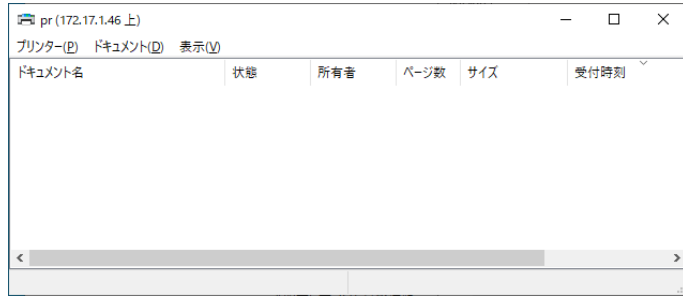 pr (172.17.1.46 上)
プリンター(P) ドキュメント(D) 表示(V)
ドキュメント名 状態 所有者 ページ数 サイズ 受付時刻